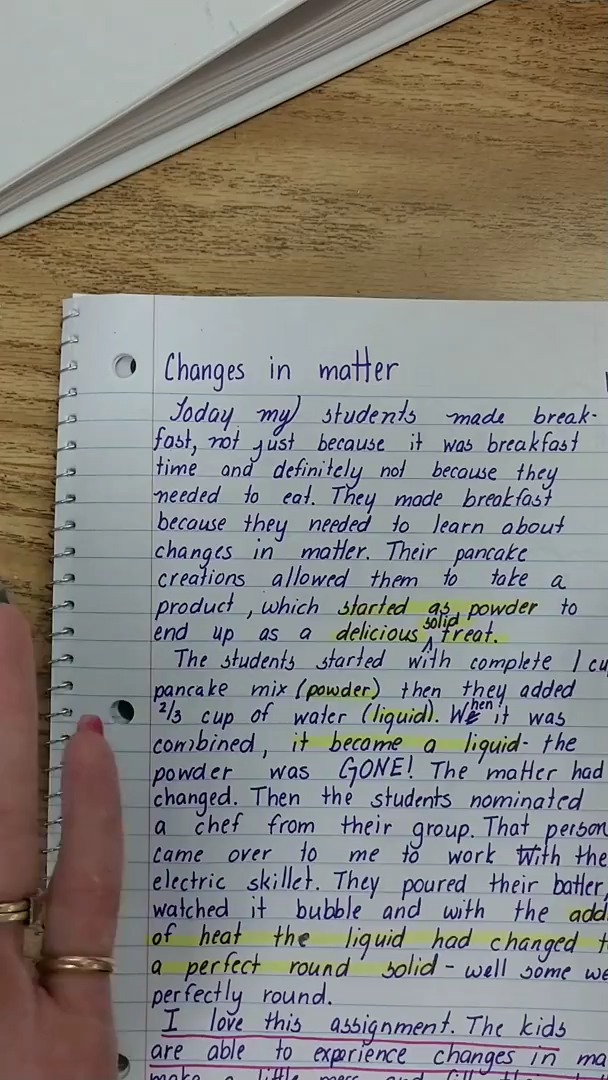 Changes in matter
Today my students made break-
fast, not just because it was breakfast
time and definitely not because they
needed to eat. They made breakfast
because they needed to learn about
changes in matter. Their pancake
creations allowed them to take a
product, which started as powder to
end up as a delicious solid treat.
The students started with complete 1 cu
pancake mix (powder) then they added
2/3 cup of water (liquid). When it was
combined, it became a liquid- the
powder was GONE! The matter had
changed. Then the students nominated
a chef from their group. That person
came over to me to work with the
electric skillet. They poured their batter,
watched it bubble and with the add
of heat the liquid had changed t
a perfect round solid - well some we
perfectly round.
I love this assignment. The kids
are able to experience changes in ma
make a little mess and fill their